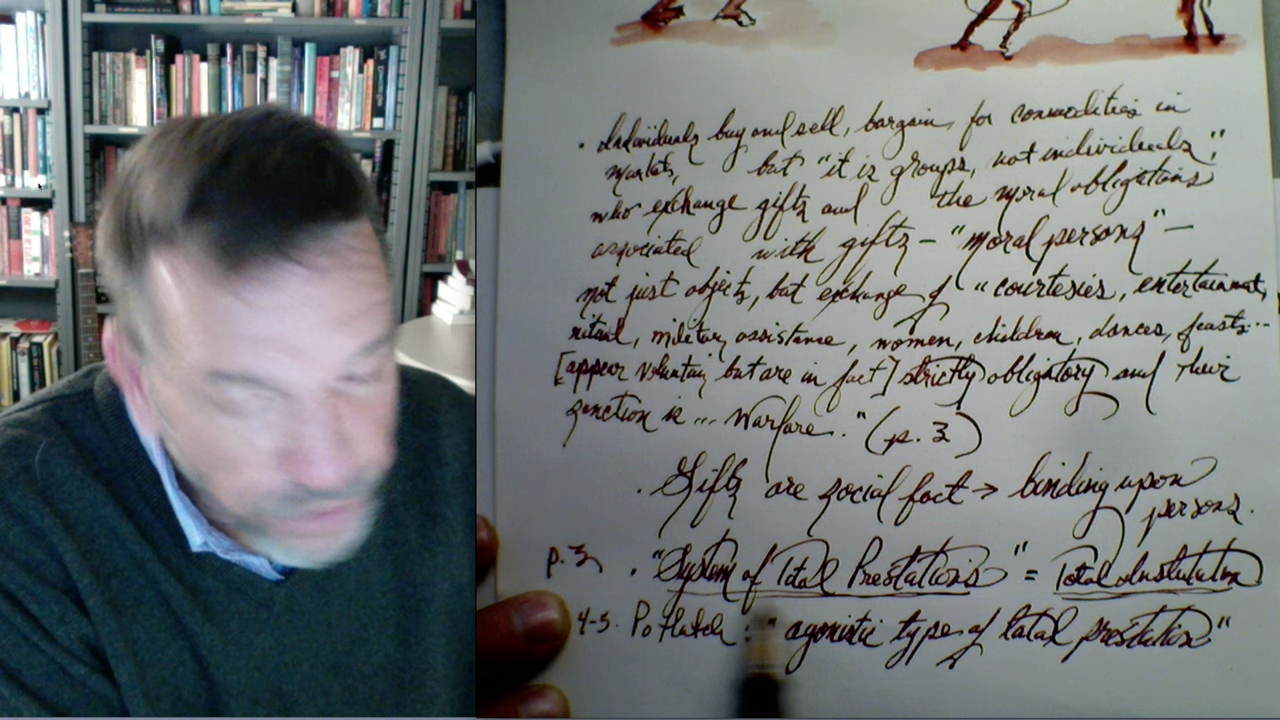 · Individuals buy and sell, bargain, for commodities in
markets, but "it is groups, not individuals,"
who exchange gifts and the moral obligations
associated with gifts – "moral persons" –
not just objects, but exchange of "courtesies, entertainment,
ritual, military assistance, women, children, dances, feasts...
[appear voluntary but are in fact] strictly obligatory and their
sanction is ... warfare." (p. 3)
· Gifts are social fact → binding upon
persons.
p. 3 · "System of Total Prestations" = Total Institution
4-5. Potlatch : "agonistic type of total prestation"